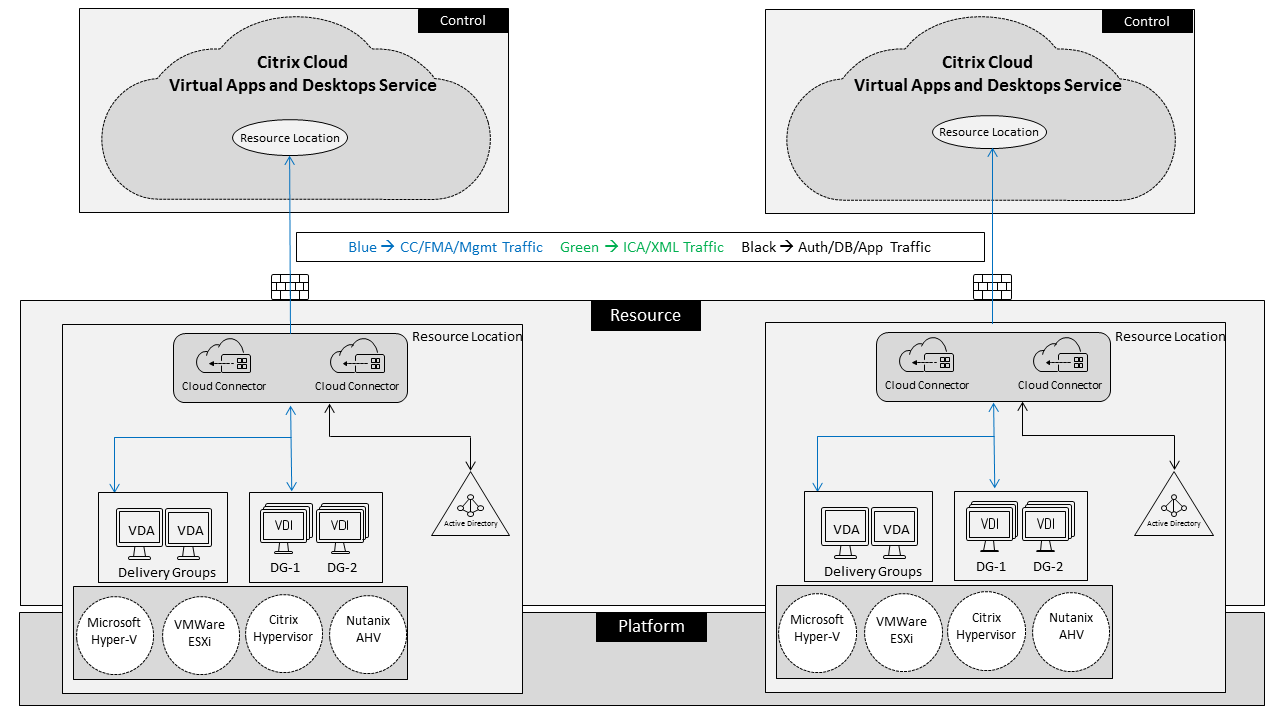 Control
Citrix Cloud
Virtual Apps and Desktops Service
Resource Location
Control
Citrix Cloud
Virtual Apps and Desktops Service
Resource Location
Blue → CC/FMA/Mgmt Traffic Green → ICA/XML Traffic Black → Auth/DB/App Traffic
Resource
Resource Location
Cloud Connector
Cloud Connector
VDA
VDA
Delivery Groups
VDI
VDI
DG-1
DG-2
Active Directory
Microsoft
Hyper-V
VMWare
ESXi
Citrix
Hypervisor
Nutanix
AHV
Resource Location
Cloud Connector
Cloud Connector
VDA
VDA
Delivery Groups
VDI
VDI
DG-1
DG-2
Active Directory
Microsoft
Hyper-V
VMWare
ESXi
Citrix
Hypervisor
Nutanix
AHV
Platform